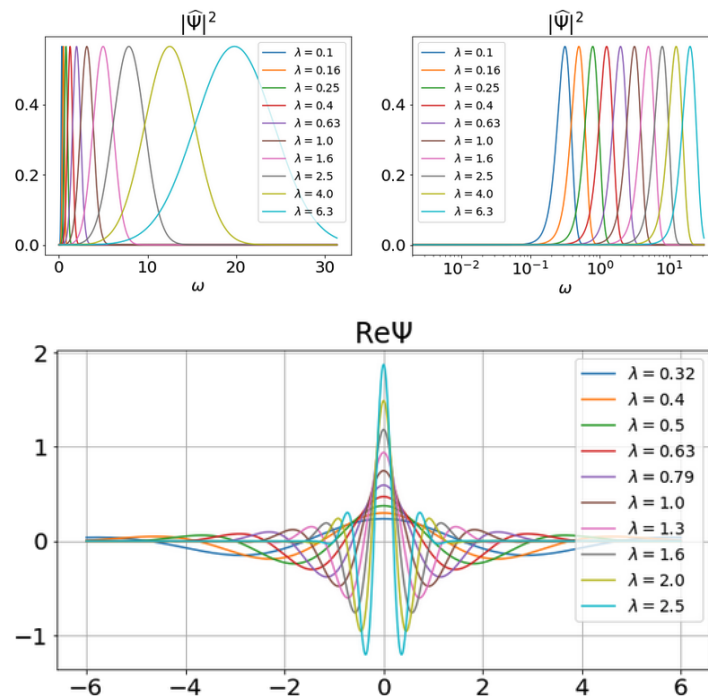 |Ψ̂|²
λ = 0.1
λ = 0.16
λ = 0.25
λ = 0.4
λ = 0.63
λ = 1.0
λ = 1.6
λ = 2.5
λ = 4.0
λ = 6.3
0.4
0.2
0.0
0 10 20 30
ω
|Ψ̂|²
λ = 0.1
λ = 0.16
λ = 0.25
λ = 0.4
λ = 0.63
λ = 1.0
λ = 1.6
λ = 2.5
λ = 4.0
λ = 6.3
0.4
0.2
0.0
10⁻² 10⁻¹ 10⁰ 10¹
ω
ReΨ
2
1
0
−1
λ = 0.32
λ = 0.4
λ = 0.5
λ = 0.63
λ = 0.79
λ = 1.0
λ = 1.3
λ = 1.6
λ = 2.0
λ = 2.5
−6 −4 −2 0 2 4 6